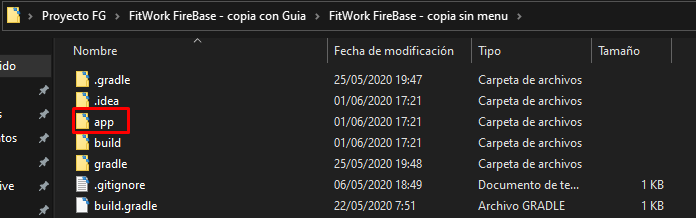 Proyecto FG > FitWork FireBase - copia con Guia > FitWork FireBase - copia sin menu >
Nombre Fecha de modificación Tipo Tamaño
ido
.gradle 25/05/2020 19:47 Carpeta de archivos
.idea 01/06/2020 17:21 Carpeta de archivos
app 01/06/2020 17:21 Carpeta de archivos
ntos build 01/06/2020 17:21 Carpeta de archivos
gradle 25/05/2020 19:48 Carpeta de archivos
ive .gitignore 06/05/2020 18:49 Documento de te... 1 KB
build.gradle 22/05/2020 7:51 Archivo GRADLE 1 KB